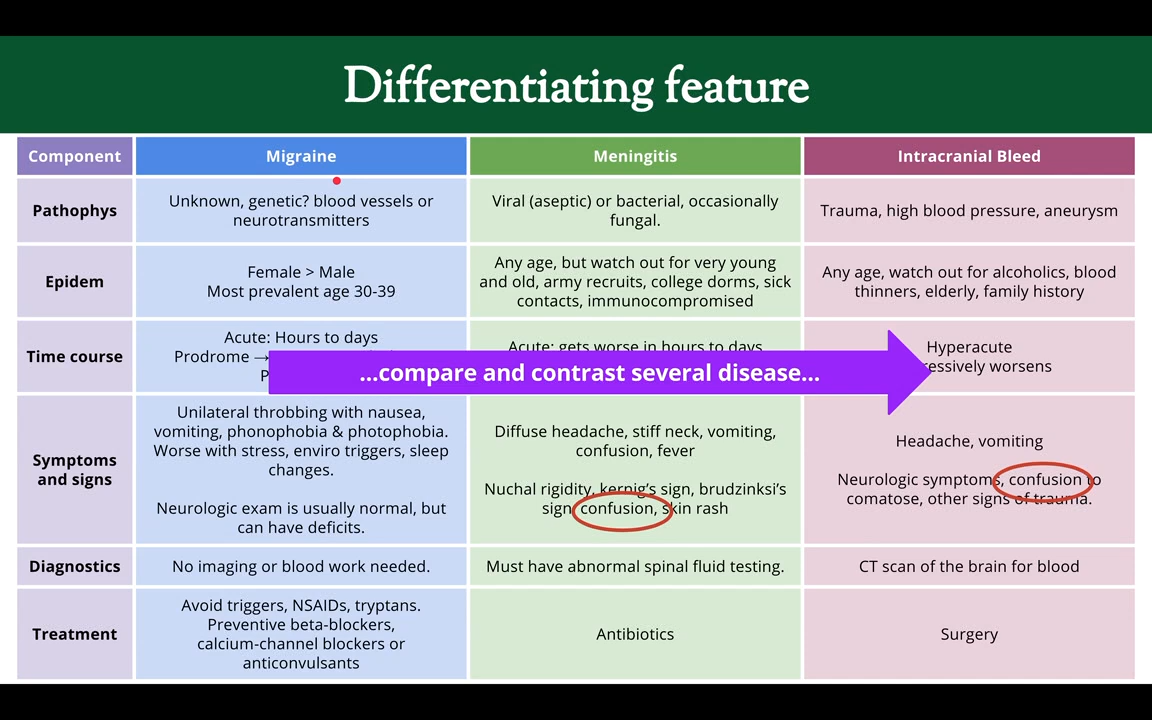 Differentiating feature
Component
Migraine
Meningitis
Intracranial Bleed
Pathophys
Unknown, genetic? blood vessels or
neurotransmitters
Viral (aseptic) or bacterial, occasionally
fungal.
Trauma, high blood pressure, aneurysm
Epidem
Female > Male
Most prevalent age 30-39
Any age, but watch out for very young
and old, army recruits, college dorms, sick
contacts, immunocompromised
Any age, watch out for alcoholics, blood
thinners, elderly, family history
Time course
Acute: Hours to days
Prodrome →
Acute: gets worse in hours to days
Hyperacute
worsens
...compare and contrast several disease...
Symptoms
and signs
Unilateral throbbing with nausea,
vomiting, phonophobia & photophobia.
Worse with stress, enviro triggers, sleep
changes.
Neurologic exam is usually normal, but
can have deficits.
Diffuse headache, stiff neck, vomiting,
confusion, fever
Nuchal rigidity, kernig's sign, brudzinksi's
sign, confusion, skin rash
Headache, vomiting
Neurologic symptoms, confusion to
comatose, other signs of trauma.
Diagnostics
No imaging or blood work needed.
Must have abnormal spinal fluid testing.
CT scan of the brain for blood
Treatment
Avoid triggers, NSAIDs, tryptans.
Preventive beta-blockers,
calcium-channel blockers or
anticonvulsants
Antibiotics
Surgery